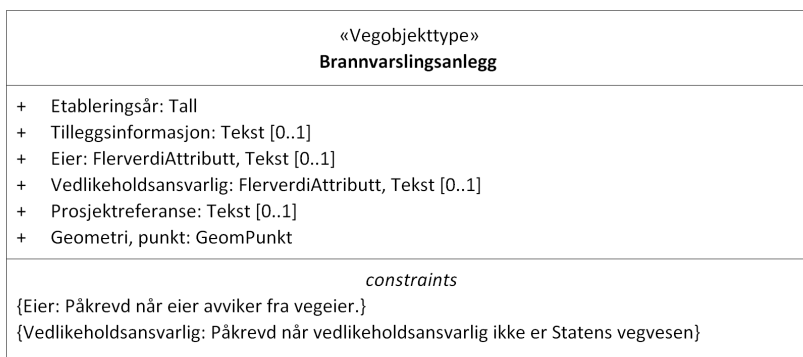 «Vegobjekttype»
Brannvarslingsanlegg
+ Etableringsår: Tall
+ Tilleggsinformasjon: Tekst [0..1]
+ Eier: FlerverdiAttributt, Tekst [0..1]
+ Vedlikeholdsansvarlig: FlerverdiAttributt, Tekst [0..1]
+ Prosjektreferanse: Tekst [0..1]
+ Geometri, punkt: GeomPunkt
constraints
{Eier: Påkrevd når eier avviker fra vegeier.}
{Vedlikeholdsansvarlig: Påkrevd når vedlikeholdsansvarlig ikke er Statens vegvesen}